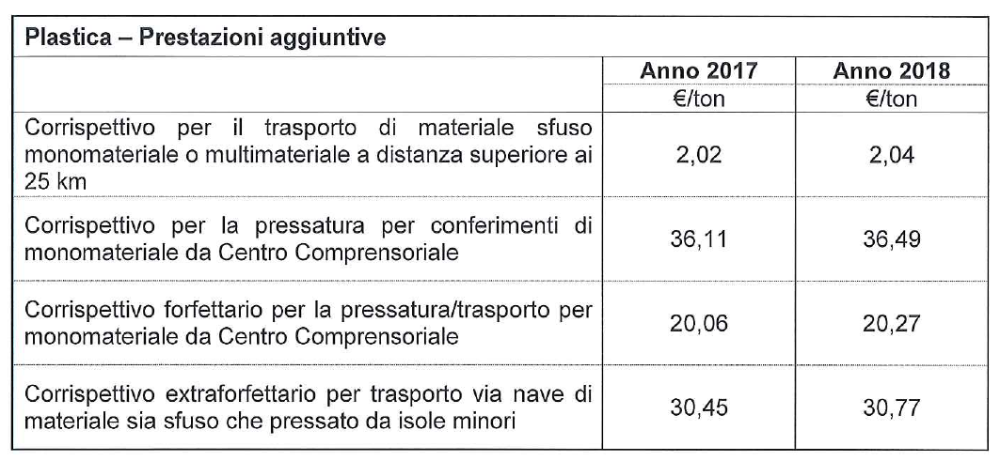 Plastica – Prestazioni aggiuntive
Anno 2017 Anno 2018
€/ton €/ton
Corrispettivo per il trasporto di materiale sfuso
monomateriale o multimateriale a distanza superiore ai 2,02 2,04
25 km
Corrispettivo per la pressatura per conferimenti di
monomateriale da Centro Comprensoriale 36,11 36,49
Corrispettivo forfettario per la pressatura/trasporto per
monomateriale da Centro Comprensoriale 20,06 20,27
Corrispettivo extraforfettario per trasporto via nave di
materiale sia sfuso che pressato da isole minori 30,45 30,77